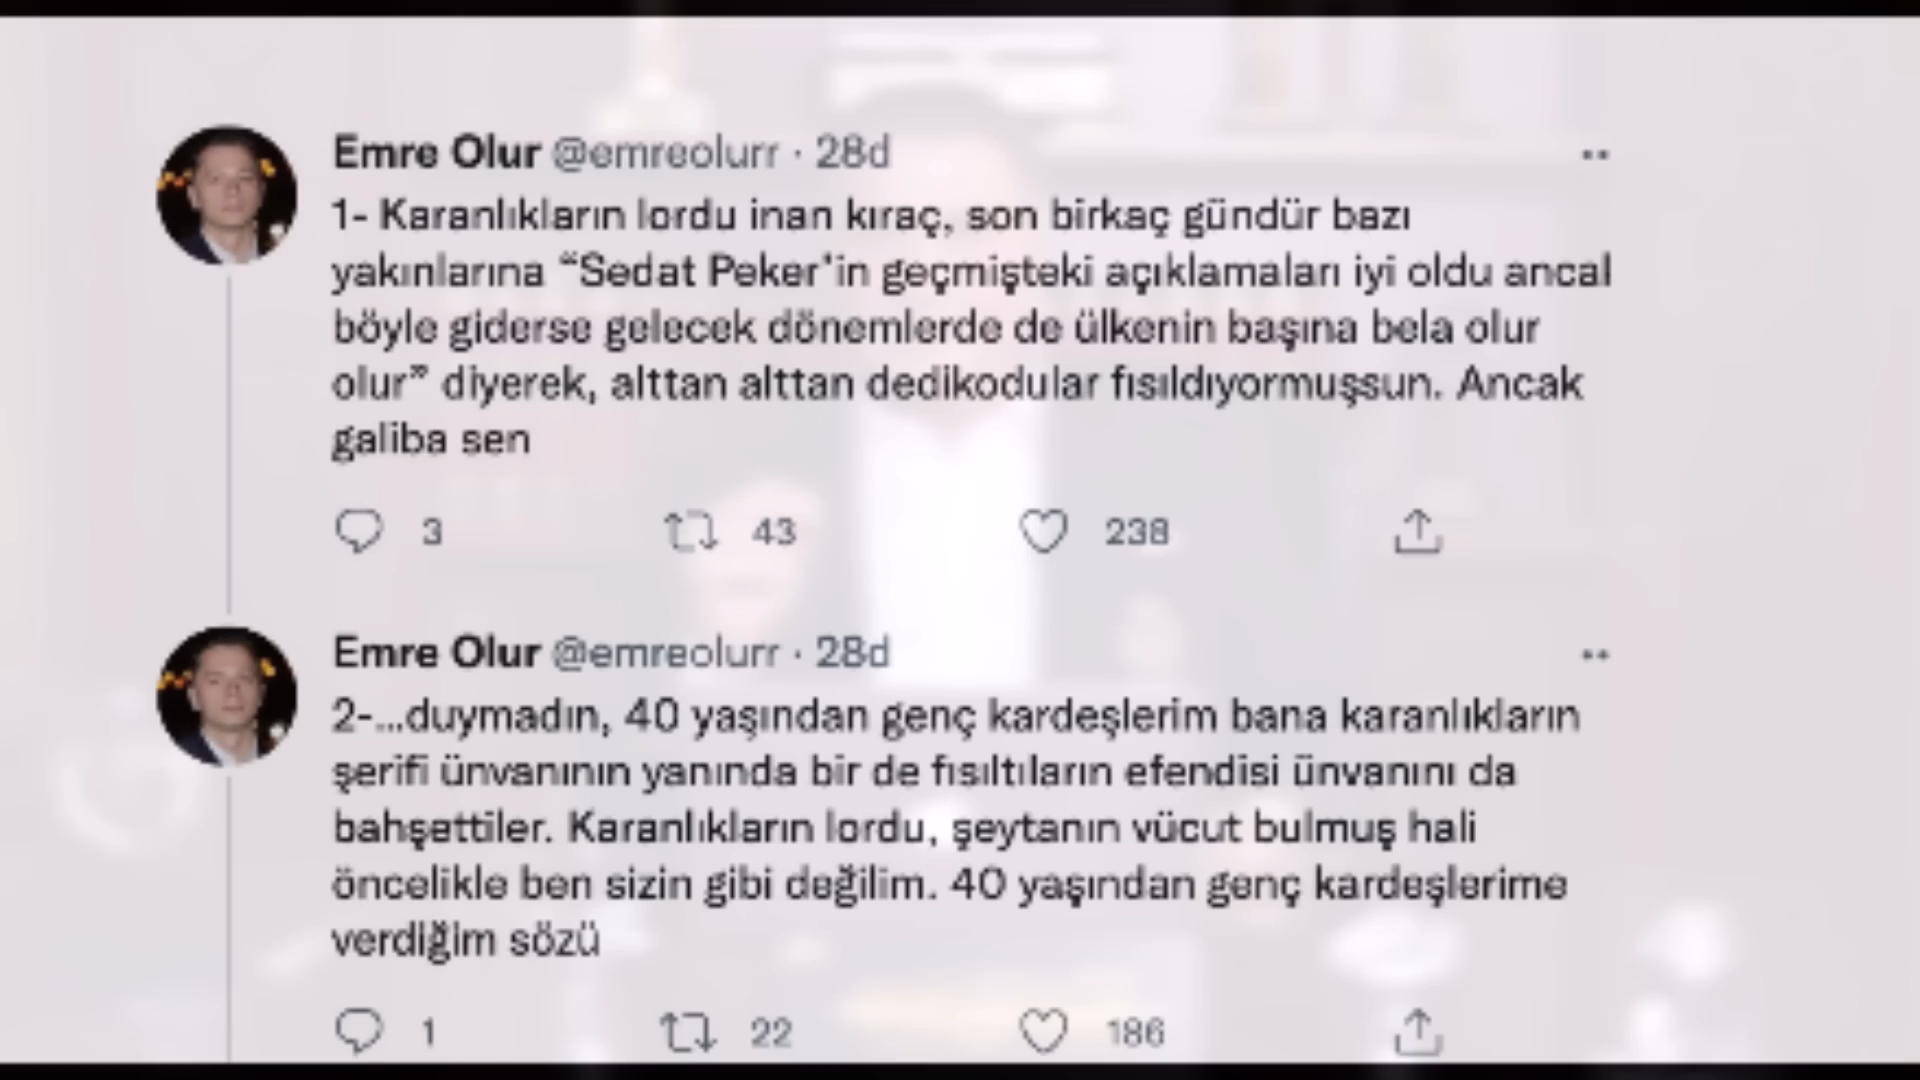 Emre Olur @emreolurr · 28d
1- Karanlıkların lordu inan kıraç, son birkaç gündür bazı
yakınlarına “Sedat Peker'in geçmişteki açıklamaları iyi oldu ancal
böyle giderse gelecek dönemlerde de ülkenin başına bela olur
olur” diyerek, alttan alttan dedikodular fısıldıyormuşsun. Ancak
galiba sen
3 43 238
Emre Olur @emreolurr · 28d
2-...duymadın, 40 yaşından genç kardeşlerim bana karanlıkların
şerifi ünvanının yanında bir de fısıltıların efendisi ünvanını da
bahşettiler. Karanlıkların lordu, şeytanın vücut bulmuş hali
öncelikle ben sizin gibi değilim. 40 yaşından genç kardeşlerime
verdiğim sözü
1 22 186